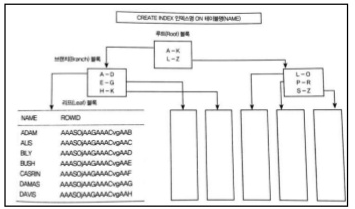 CREATE INDEX 인덱스명 ON 테이블명(NAME)
루트(Root) 블록
A-K
L-Z
브랜치(Branch) 블록
A-D
E-G
H-K
L-O
P-R
S-Z
리프(Leaf) 블록
NAME ROWID
ADAM AAASOjAAGAAACvgAAB
ALIS AAASOjAAGAAACvgAAC
BILY AAASOjAAGAAACvgAAD
BUSH AAASOjAAGAAACvgAAE
CASRIN AAASOjAAGAAACvgAAF
DAMAS AAASOjAAGAAACvgAAG
DAVIS AAASOjAAGAAACvgAAH